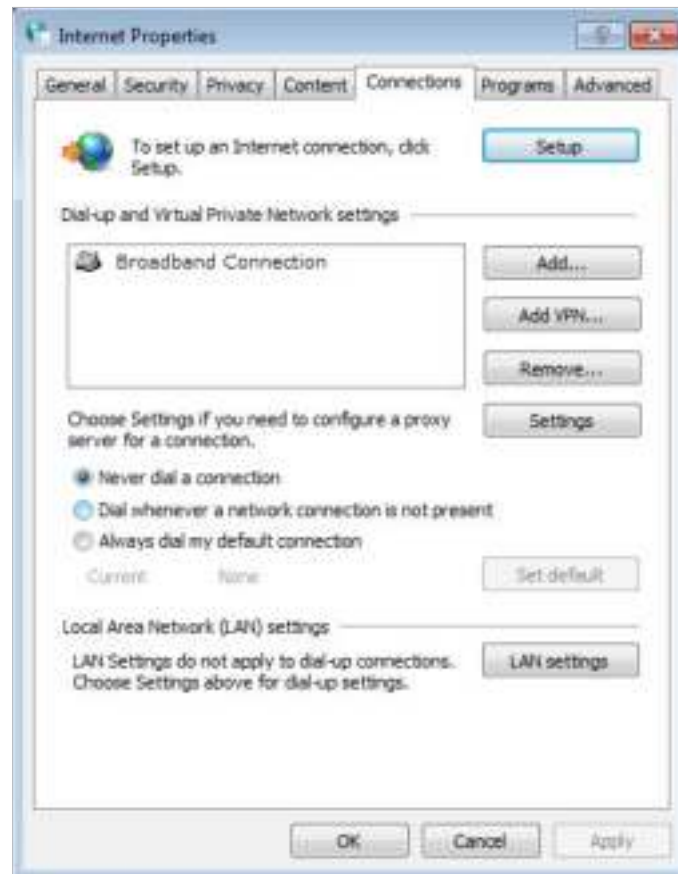 Internet Properties
General Security Privacy Content Connections Programs Advanced
To set up an Internet connection, click
Setup.
Setup
Dial-up and Virtual Private Network settings
Broadband Connection
Add...
Add VPN...
Remove...
Choose Settings if you need to configure a proxy
server for a connection.
Settings
Never dial a connection
Dial whenever a network connection is not present
Always dial my default connection
Current None Set default
Local Area Network (LAN) settings
LAN Settings do not apply to dial-up connections.
Choose Settings above for dial-up settings.
LAN settings
OK Cancel Apply